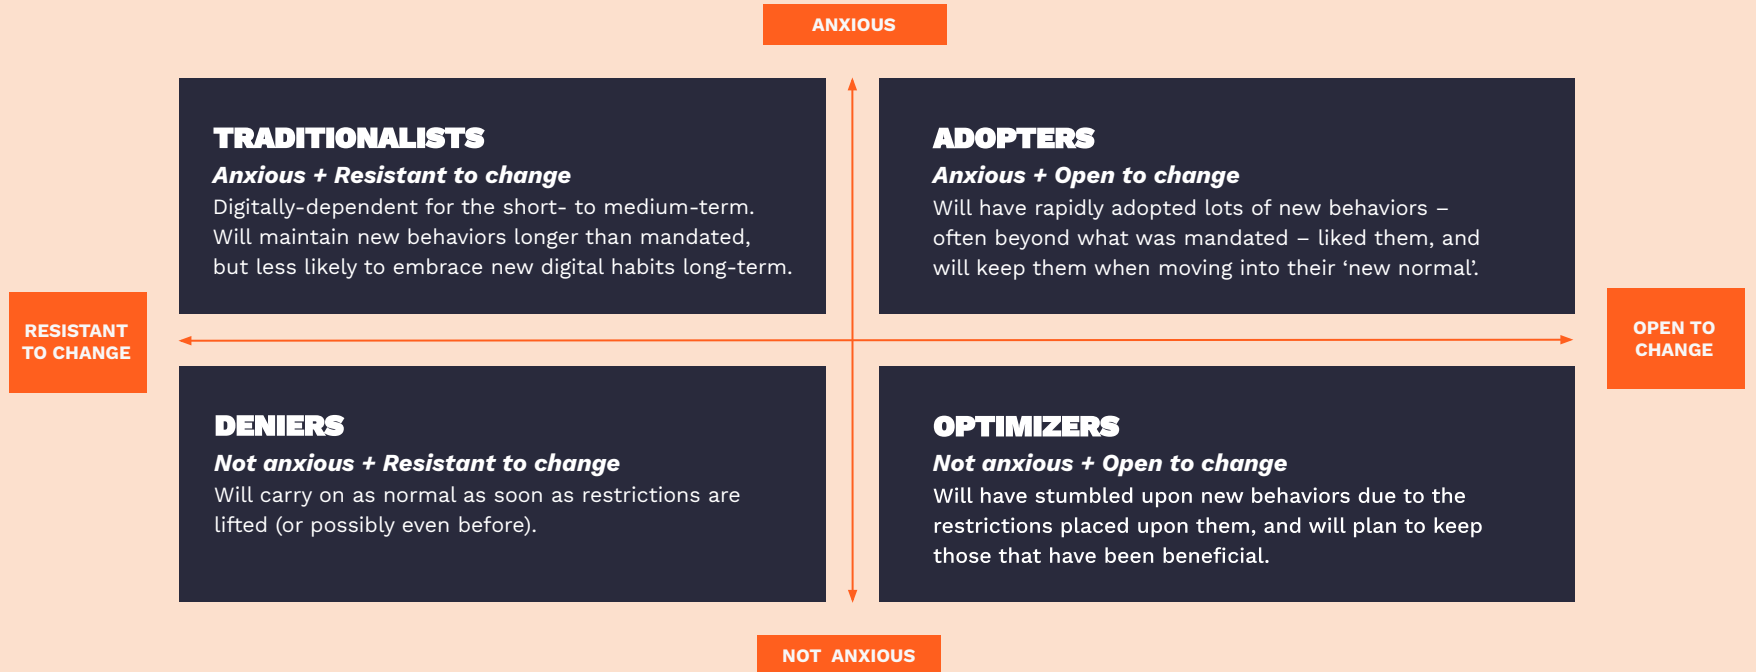 ANXIOUS
TRADITIONALISTS
Anxious + Resistant to change
Digitally-dependent for the short- to medium-term.
Will maintain new behaviors longer than mandated,
but less likely to embrace new digital habits long-term.
ADOPTERS
Anxious + Open to change
Will have rapidly adopted lots of new behaviors –
often beyond what was mandated – liked them, and
will keep them when moving into their ‘new normal’.
RESISTANT
TO CHANGE
OPEN TO
CHANGE
DENIERS
Not anxious + Resistant to change
Will carry on as normal as soon as restrictions are
lifted (or possibly even before).
OPTIMIZERS
Not anxious + Open to change
Will have stumbled upon new behaviors due to the
restrictions placed upon them, and will plan to keep
those that have been beneficial.
NOT ANXIOUS